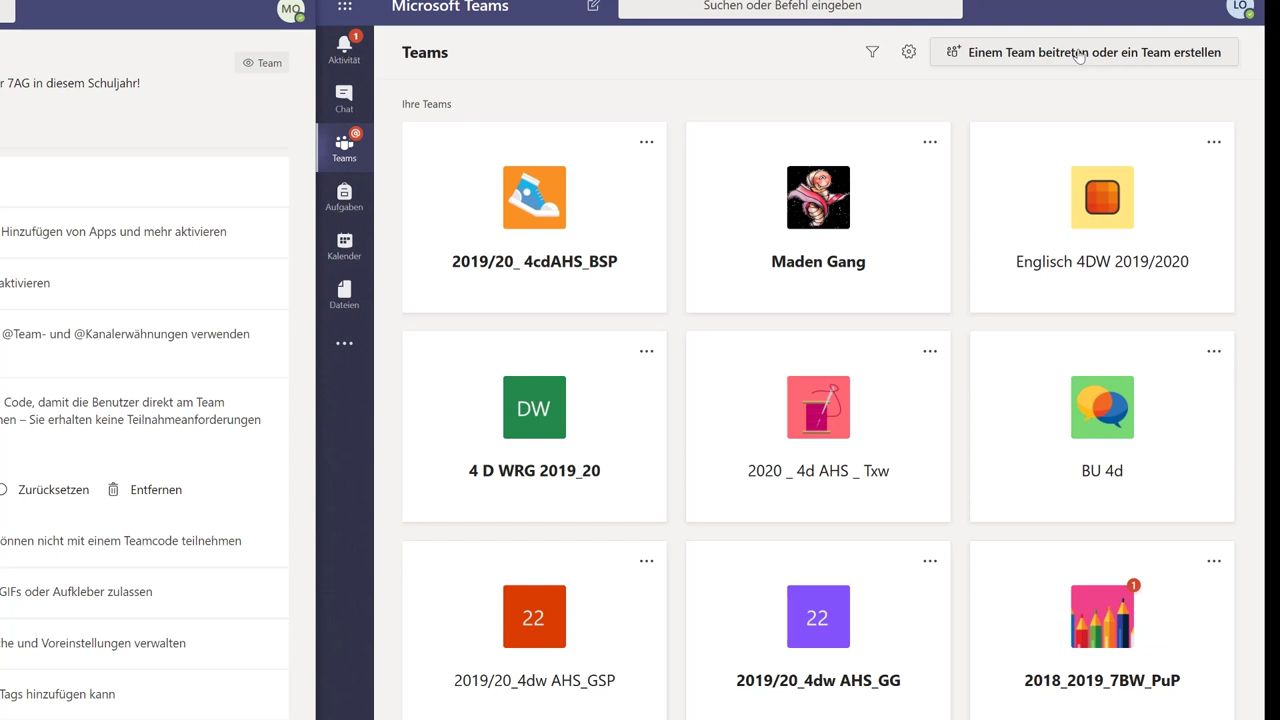 MO
Team
r 7AG in diesem Schuljahr!
Hinzufügen von Apps und mehr aktivieren
ktivieren
@Team- und @Kanalerwähnungen verwenden
Code, damit die Benutzer direkt am Team
en – Sie erhalten keine Teilnahmeanforderungen
Zurücksetzen Entfernen
önnen nicht mit einem Teamcode teilnehmen
GIFs oder Aufkleber zulassen
he und Voreinstellungen verwalten
Tags hinzufügen kann
Microsoft Teams
Suchen oder Befehl eingeben
LO
1
Aktivität
Chat
@
Teams
Aufgaben
Kalender
Dateien
Teams
Einem Team beitreten oder ein Team erstellen
Ihre Teams
2019/20_ 4cdAHS_BSP
Maden Gang
Englisch 4DW 2019/2020
DW
4 D WRG 2019_20
2020 _ 4d AHS _ Txw
BU 4d
22
2019/20_4dw AHS_GSP
22
2019/20_4dw AHS_GG
1
2018_2019_7BW_PuP